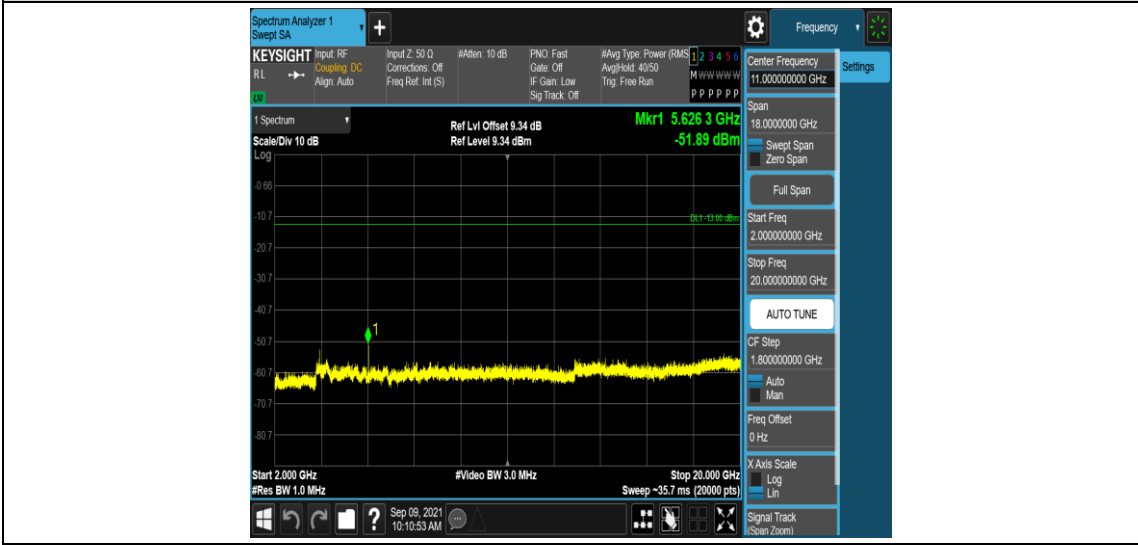 Spectrum Analyzer 1
Swept SA
+
Frequency
KEYSIGHT
RL
LNI
Input: RF
Coupling: DC
Align: Auto
Input Z: 50 Ω
Corrections: Off
Freq Ref: Int (S)
#Atten: 10 dB
PNO: Fast
Gate: Off
IF Gain: Low
Sig Track: Off
#Avg Type: Power (RMS
Avg|Hold: 40/50
Trig: Free Run
1 2 3 4 5 6
M W W W W W
P P P P P P
1 Spectrum
Scale/Div 10 dB
Log
Ref Lvl Offset 9.34 dB
Ref Level 9.34 dBm
Mkr1 5.626 3 GHz
-51.89 dBm
-0.66
-10.7
DL1 -13.00 dBm
-20.7
-30.7
-40.7
1
-50.7
-60.7
-70.7
-80.7
Start 2.000 GHz
#Res BW 1.0 MHz
#Video BW 3.0 MHz
Stop 20.000 GHz
Sweep ~35.7 ms (20000 pts)
?
Sep 09, 2021
10:10:53 AM
Center Frequency
11.000000000 GHz
Settings
Span
18.0000000 GHz
Swept Span
Zero Span
Full Span
Start Freq
2.000000000 GHz
Stop Freq
20.000000000 GHz
AUTO TUNE
CF Step
1.800000000 GHz
Auto
Man
Freq Offset
0 Hz
X Axis Scale
Log
Lin
Signal Track
(Span Zoom)